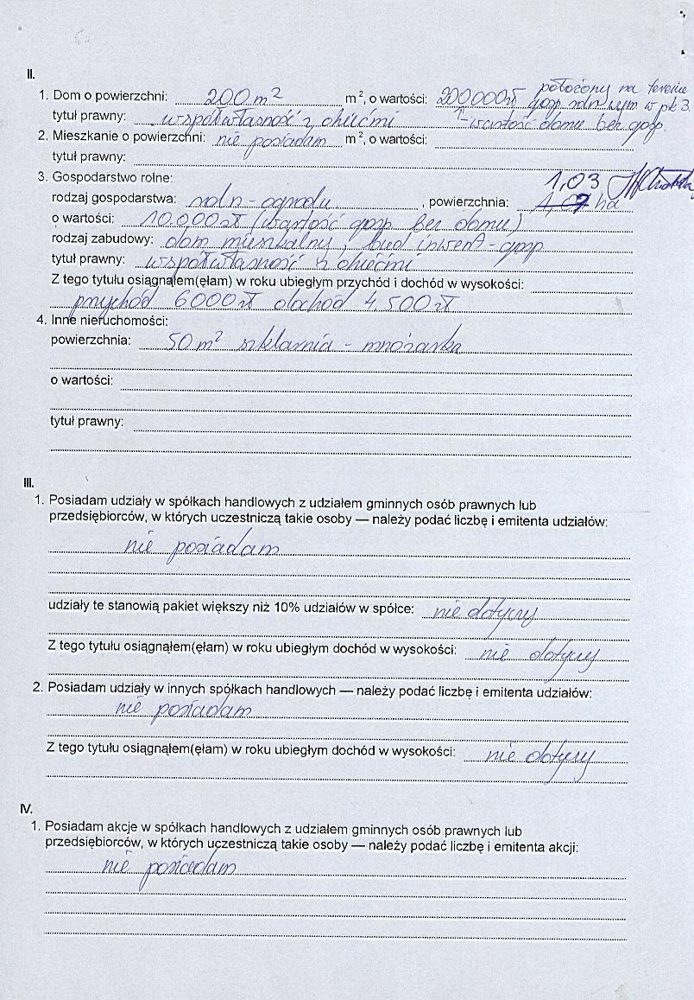 II.
położony na terenie
1. Dom o powierzchni: 200 m² m², o wartości: 200 000 zł gosp. rolnym w pk 3.
tytuł prawny: współwłasność z dziećmi - wartość domu bez gosp.
2. Mieszkanie o powierzchni: nie posiadam m², o wartości:
tytuł prawny:
3. Gospodarstwo rolne: 1,03
rodzaj gospodarstwa: roln - ogrodu, powierzchnia: ha
o wartości: 10.000 zł (wartość gosp bez domu)
rodzaj zabudowy: dom mieszkalny, bud inwent - gosp
tytuł prawny: współwłasność z dziećmi
Z tego tytułu osiągnąłem(ęłam) w roku ubiegłym przychód i dochód w wysokości:
przychód 6000 zł dochód 4.500 zł
4. Inne nieruchomości:
powierzchnia: 50 m² szklarnia - mnożarka
o wartości:
tytuł prawny:
III.
1. Posiadam udziały w spółkach handlowych z udziałem gminnych osób prawnych lub
przedsiębiorców, w których uczestniczą takie osoby — należy podać liczbę i emitenta udziałów:
nie posiadam
udziały te stanowią pakiet większy niż 10% udziałów w spółce: nie dotyczy
Z tego tytułu osiągnąłem(ęłam) w roku ubiegłym dochód w wysokości: nie dotyczy
2. Posiadam udziały w innych spółkach handlowych — należy podać liczbę i emitenta udziałów:
nie posiadam
Z tego tytułu osiągnąłem(ęłam) w roku ubiegłym dochód w wysokości: nie dotyczy
IV.
1. Posiadam akcje w spółkach handlowych z udziałem gminnych osób prawnych lub
przedsiębiorców, w których uczestniczą takie osoby — należy podać liczbę i emitenta akcji:
nie posiadam